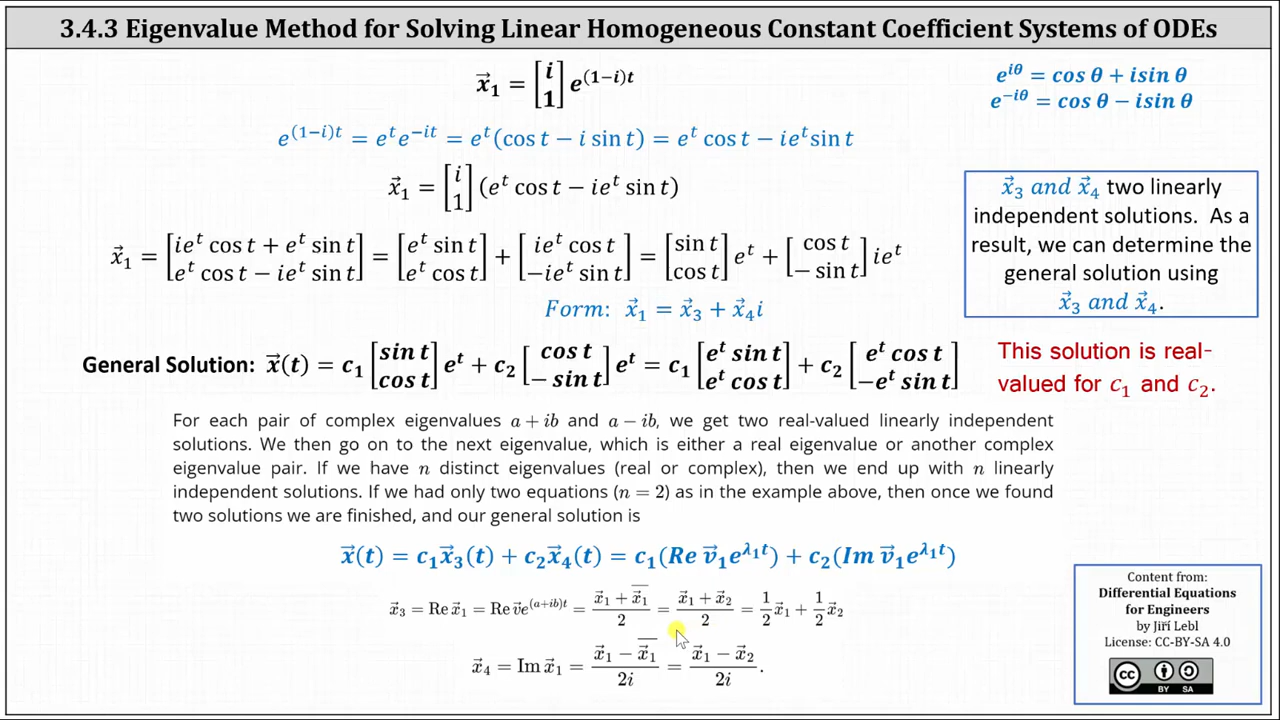 3.4.3 Eigenvalue Method for Solving Linear Homogeneous Constant Coefficient Systems of ODEs
x⃗₁ = [i; 1] e^{(1−i)t}
e^{iθ} = cos θ + isin θ
e^{−iθ} = cos θ − isin θ
e^{(1−i)t} = e^t e^{−it} = e^t(cos t − i sin t) = e^t cos t − ie^t sin t
x⃗₁ = [i; 1] (e^t cos t − ie^t sin t)
x⃗₃ and x⃗₄ two linearly
independent solutions. As a
result, we can determine the
general solution using
x⃗₃ and x⃗₄.
x⃗₁ = [ie^t cos t + e^t sin t; e^t cos t − ie^t sin t] = [e^t sin t; e^t cos t] + [ie^t cos t; −ie^t sin t] = [sin t; cos t] e^t + [cos t; − sin t] ie^t
Form: x⃗₁ = x⃗₃ + x⃗₄i
General Solution: x⃗(t) = c₁ [sin t; cos t] e^t + c₂ [cos t; − sin t] e^t = c₁ [e^t sin t; e^t cos t] + c₂ [e^t cos t; −e^t sin t]
This solution is real-
valued for c₁ and c₂.
For each pair of complex eigenvalues a + ib and a − ib, we get two real-valued linearly independent
solutions. We then go on to the next eigenvalue, which is either a real eigenvalue or another complex
eigenvalue pair. If we have n distinct eigenvalues (real or complex), then we end up with n linearly
independent solutions. If we had only two equations (n = 2) as in the example above, then once we found
two solutions we are finished, and our general solution is
x⃗(t) = c₁x⃗₃(t) + c₂x⃗₄(t) = c₁(Re v⃗₁e^{λ₁t}) + c₂(Im v⃗₁e^{λ₁t})
x⃗₃ = Re x⃗₁ = Re v⃗e^{(a+ib)t} = (x⃗₁ + x̄⃗₁)/2 = (x⃗₁ + x⃗₂)/2 = 1/2 x⃗₁ + 1/2 x⃗₂
x⃗₄ = Im x⃗₁ = (x⃗₁ − x̄⃗₁)/2i = (x⃗₁ − x⃗₂)/2i.
Content from:
Differential Equations
for Engineers
by Jiří Lebl
License: CC-BY-SA 4.0
cc
BY SA